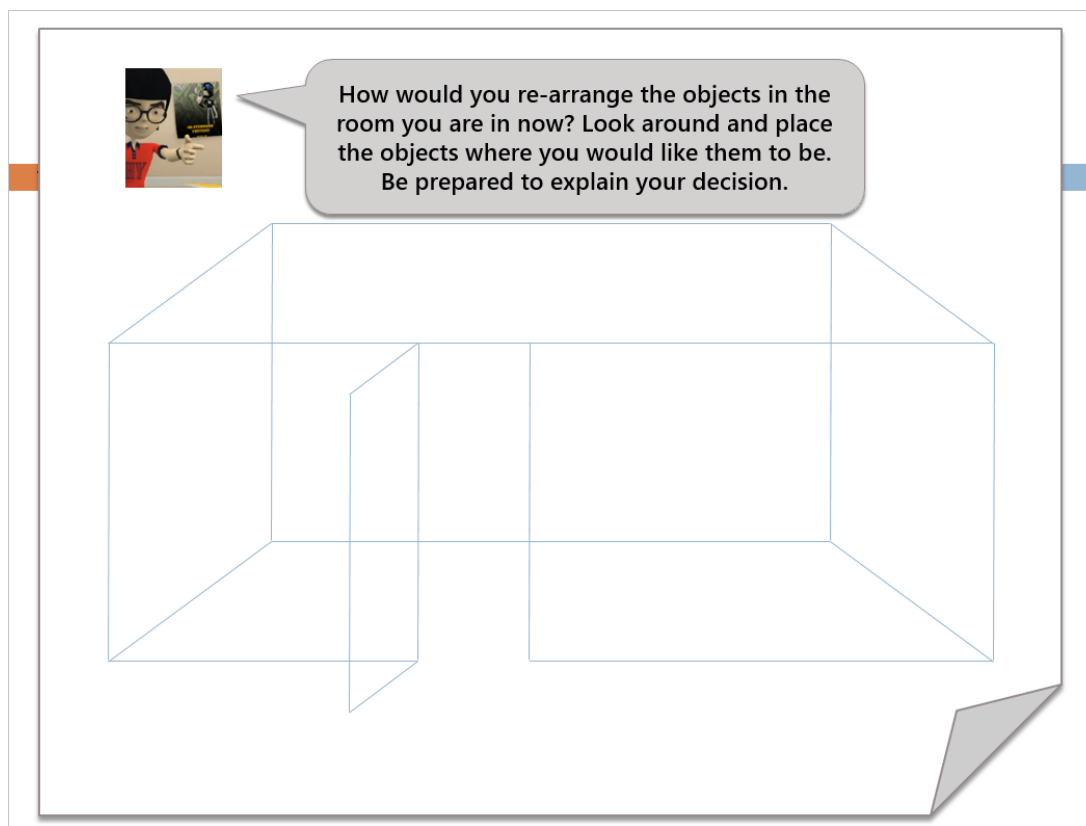 How would you re-arrange the objects in the
room you are in now? Look around and place
the objects where you would like them to be.
Be prepared to explain your decision.